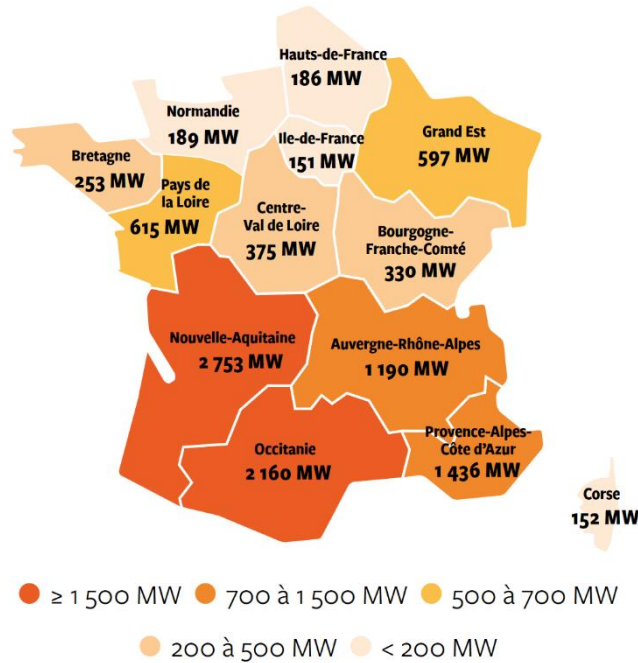 Hauts-de-France
186 MW
Normandie
189 MW
Ile-de-France
151 MW
Grand Est
597 MW
Bretagne
253 MW
Pays de
la Loire
615 MW
Centre-
Val de Loire
375 MW
Bourgogne-
Franche-Comté
330 MW
Nouvelle-Aquitaine
2 753 MW
Auvergne-Rhône-Alpes
1 190 MW
Occitanie
2 160 MW
Provence-Alpes-
Côte d'Azur
1 436 MW
Corse
152 MW
≥ 1 500 MW 700 à 1 500 MW 500 à 700 MW
200 à 500 MW < 200 MW